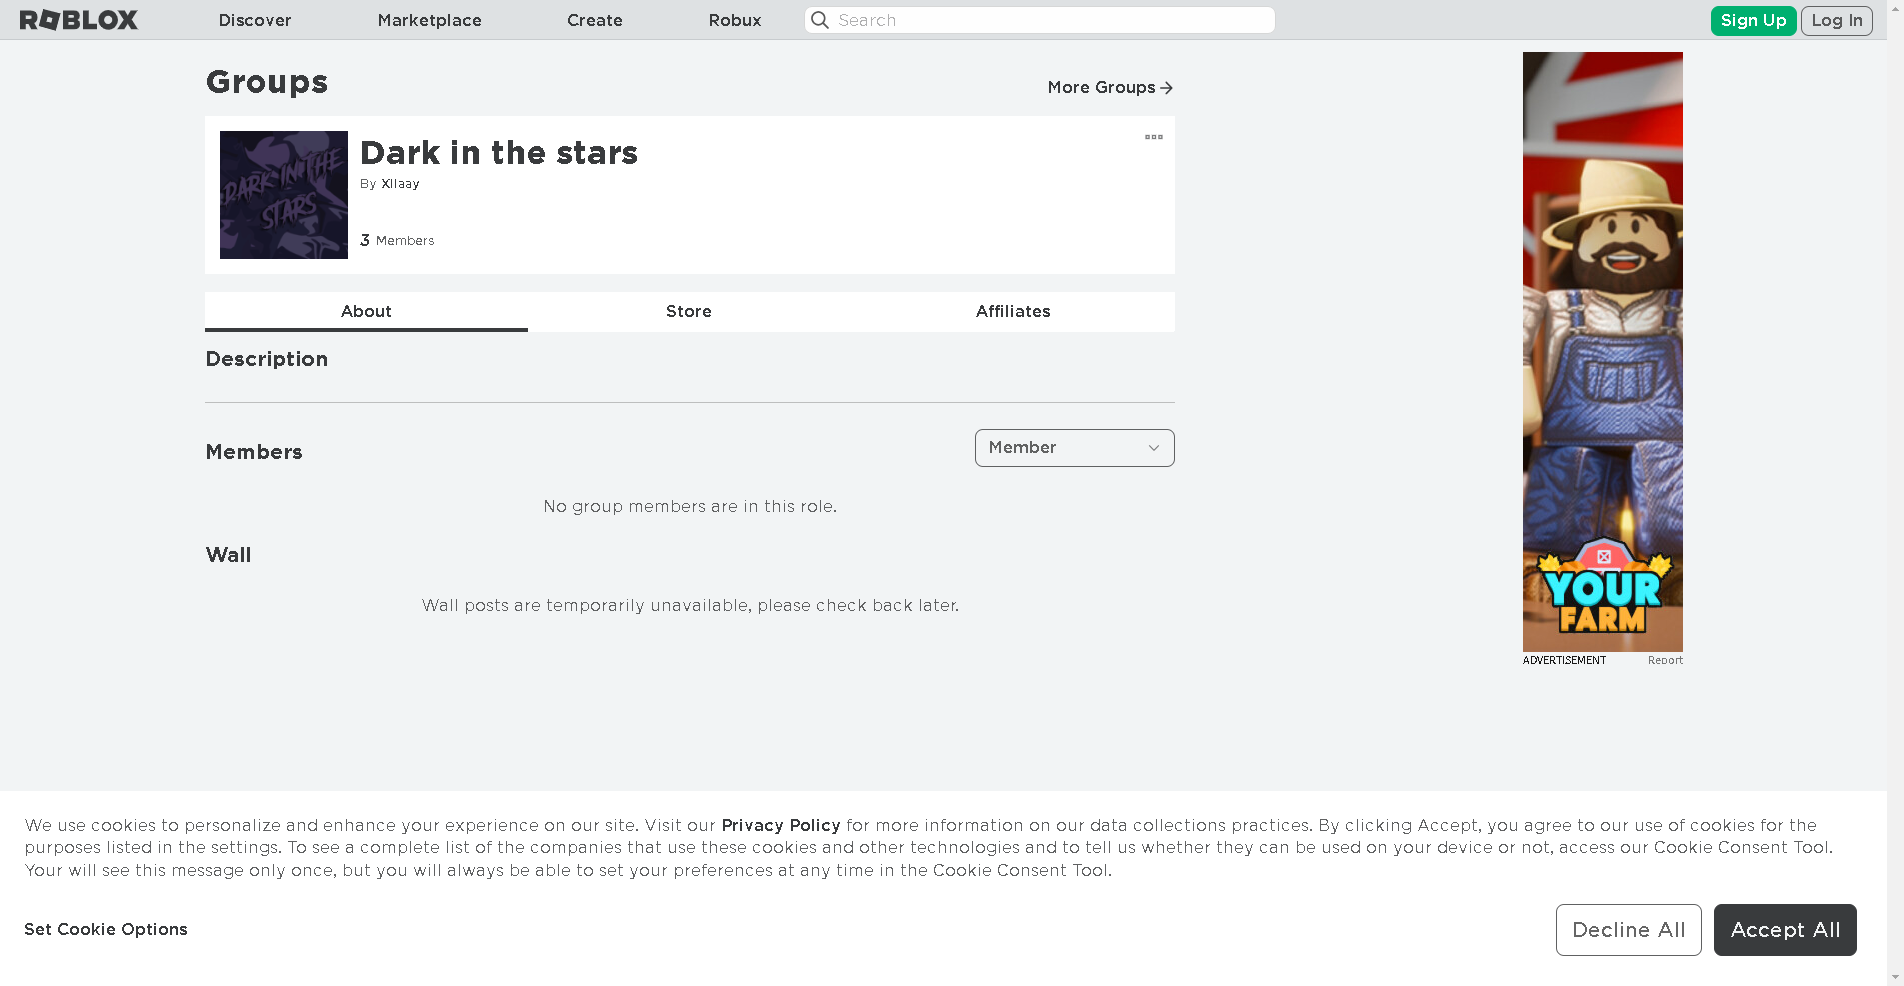 ROBLOX
Discover
Marketplace
Create
Robux
Search
Sign Up
Log In
Groups
More Groups
DARK IN THE
STARS
Dark in the stars
By Xllaay
3 Members
About
Store
Affiliates
Description
Members
Member
No group members are in this role.
Wall
Wall posts are temporarily unavailable, please check back later.
YOUR
FARM
ADVERTISEMENT
Report
We use cookies to personalize and enhance your experience on our site. Visit our Privacy Policy for more information on our data collections practices. By clicking Accept, you agree to our use of cookies for the
purposes listed in the settings. To see a complete list of the companies that use these cookies and other technologies and to tell us whether they can be used on your device or not, access our Cookie Consent Tool.
Your will see this message only once, but you will always be able to set your preferences at any time in the Cookie Consent Tool.
Set Cookie Options
Decline All
Accept All